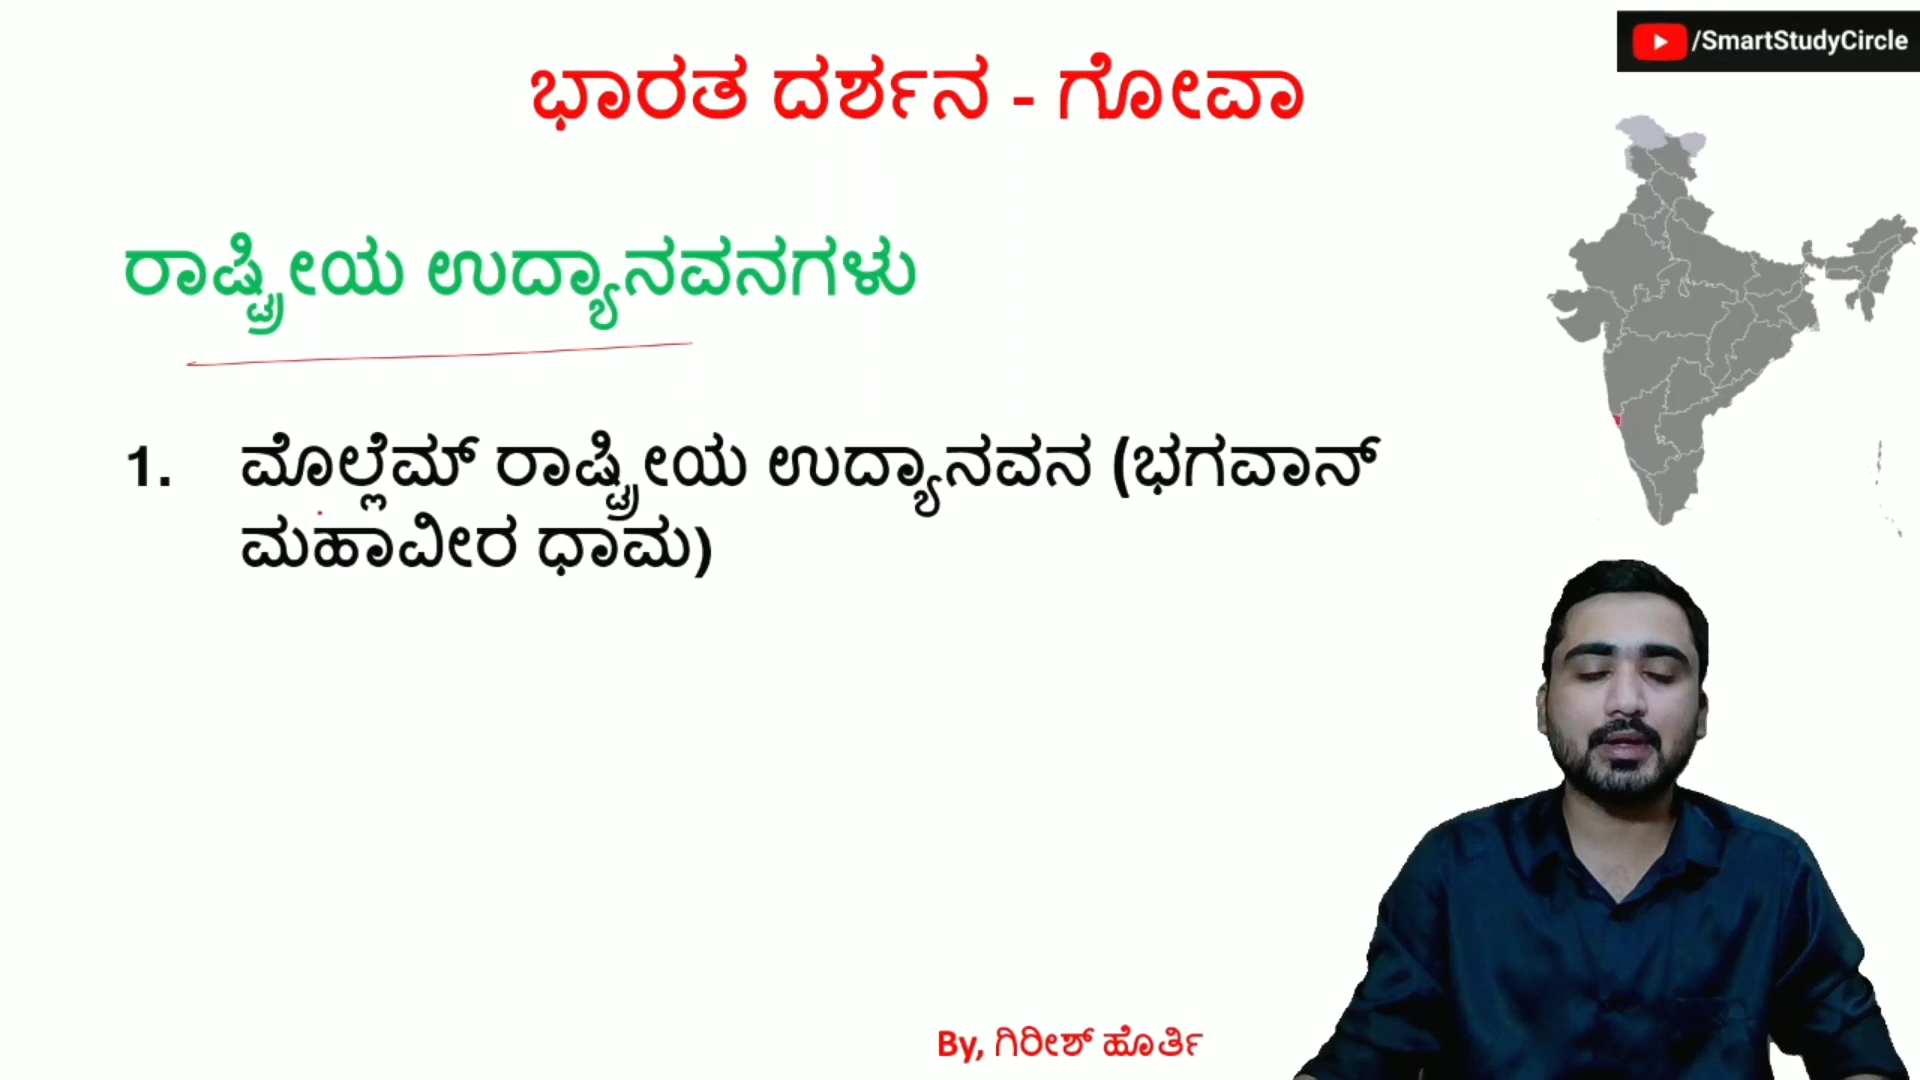 /SmartStudyCircle
ಭಾರತ ದರ್ಶನ - ಗೋವಾ
ರಾಷ್ಟ್ರೀಯ ಉದ್ಯಾನವನಗಳು
1. ಮೊಲ್ಲೆಮ್ ರಾಷ್ಟ್ರೀಯ ಉದ್ಯಾನವನ (ಭಗವಾನ್
ಮಹಾವೀರ ಧಾಮ)
By, ಗಿರೀಶ್ ಹೊರ್ತಿ